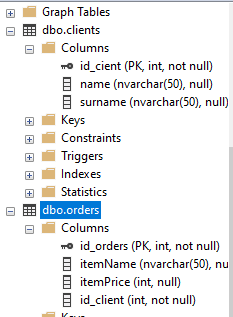 Graph Tables
dbo.clients
Columns
id_cient (PK, int, not null)
name (nvarchar(50), null)
surname (nvarchar(50), null)
Keys
Constraints
Triggers
Indexes
Statistics
dbo.orders
Columns
id_orders (PK, int, not null)
itemName (nvarchar(50), nu
itemPrice (int, null)
id_client (int, not null)